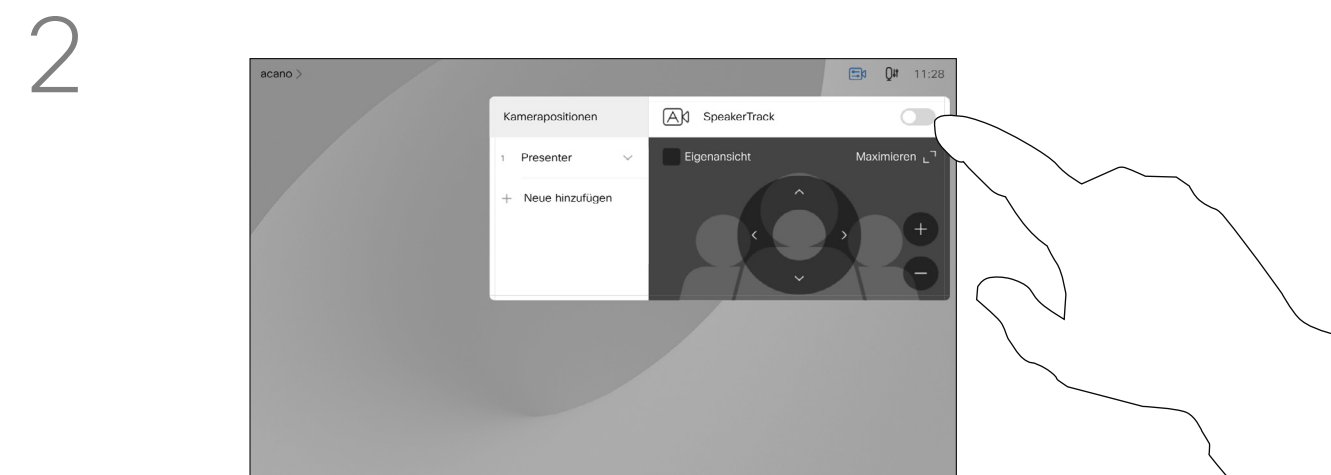 2
acano >
11:28
Kamerapositionen
A SpeakerTrack
1 Presenter
Eigenansicht
Maximieren
+ Neue hinzufügen
+
−